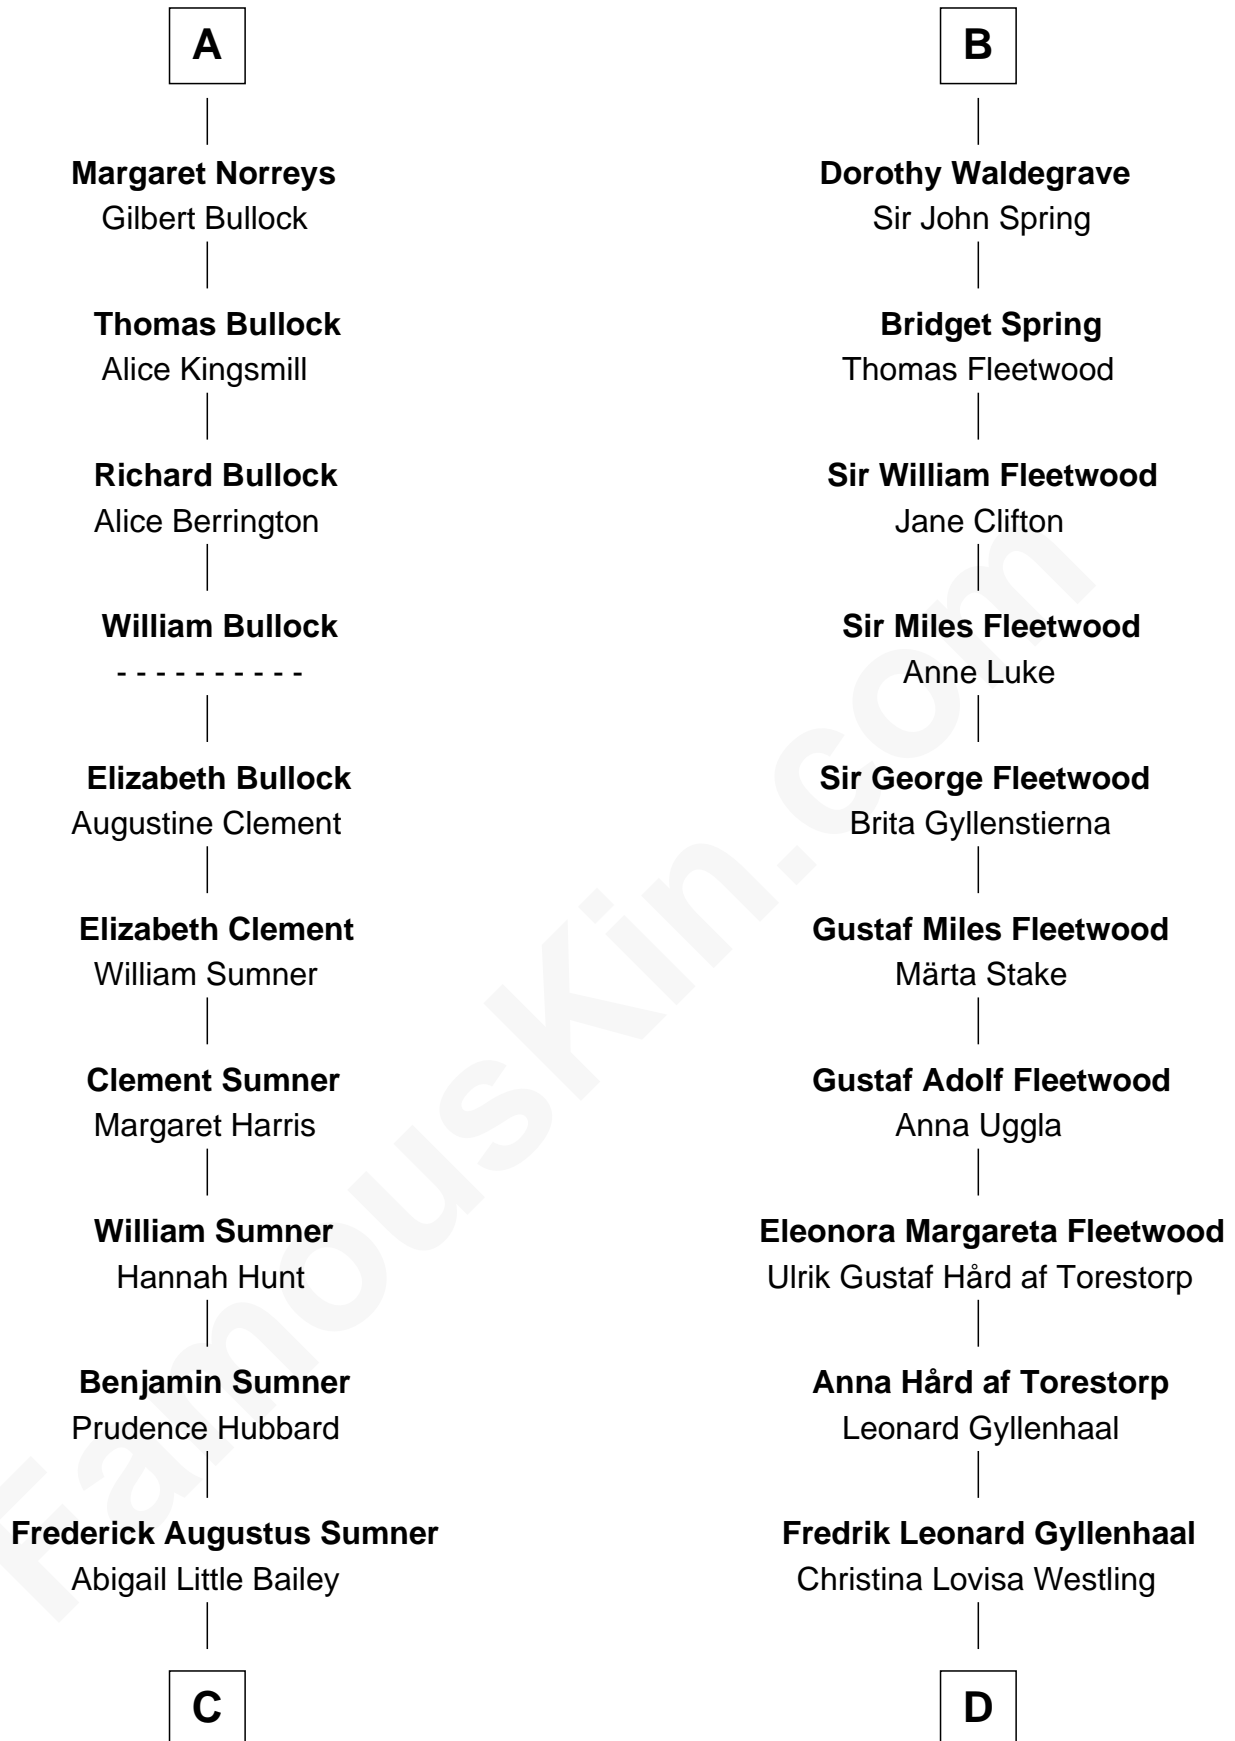 A
Margaret Norreys
Gilbert Bullock
Thomas Bullock
Alice Kingsmill
Richard Bullock
Alice Berrington
William Bullock
- - - - - - - - - -
Elizabeth Bullock
Augustine Clement
Elizabeth Clement
William Sumner
Clement Sumner
Margaret Harris
William Sumner
Hannah Hunt
Benjamin Sumner
Prudence Hubbard
Frederick Augustus Sumner
Abigail Little Bailey
C
B
Dorothy Waldegrave
Sir John Spring
Bridget Spring
Thomas Fleetwood
Sir William Fleetwood
Jane Clifton
Sir Miles Fleetwood
Anne Luke
Sir George Fleetwood
Brita Gyllenstierna
Gustaf Miles Fleetwood
Märta Stake
Gustaf Adolf Fleetwood
Anna Uggla
Eleonora Margareta Fleetwood
Ulrik Gustaf Hård af Torestorp
Anna Hård af Torestorp
Leonard Gyllenhaal
Fredrik Leonard Gyllenhaal
Christina Lovisa Westling
D
FamousKin.com